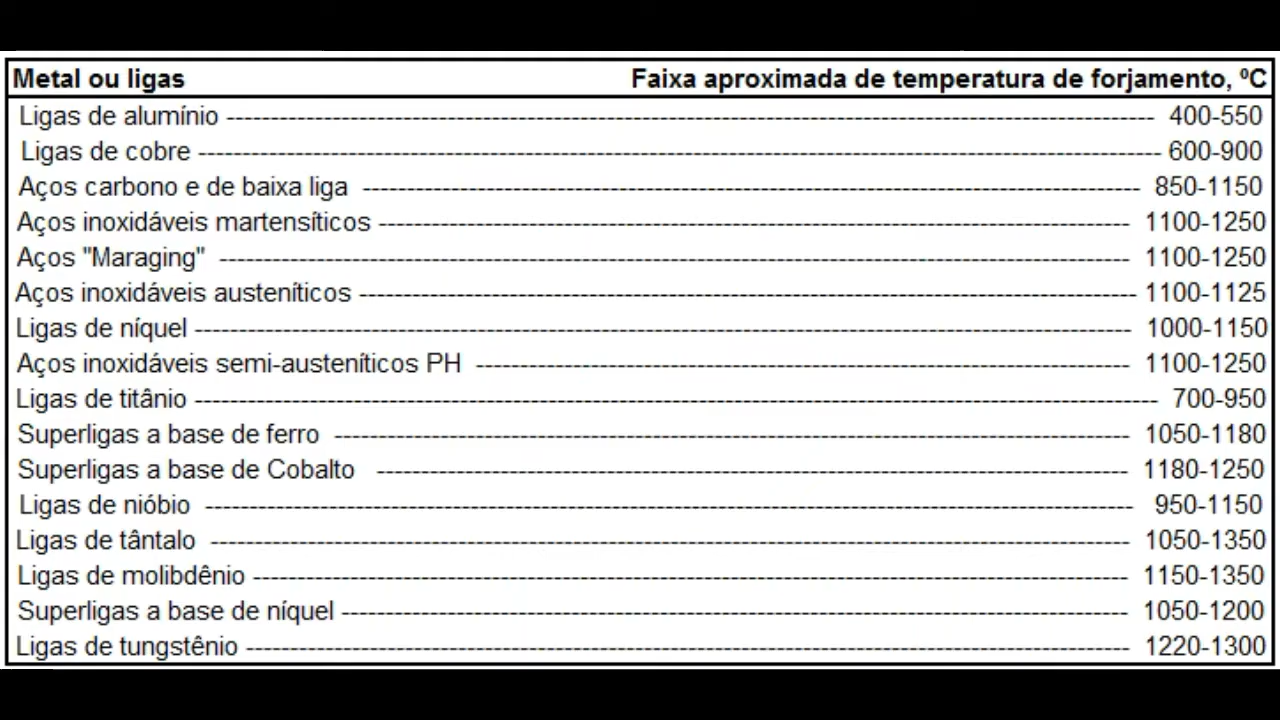 Metal ou ligas Faixa aproximada de temperatura de forjamento, ºC
Ligas de alumínio ---------- 400-550
Ligas de cobre ---------- 600-900
Aços carbono e de baixa liga ---------- 850-1150
Aços inoxidáveis martensíticos ---------- 1100-1250
Aços "Maraging" ---------- 1100-1250
Aços inoxidáveis austeníticos ---------- 1100-1125
Ligas de níquel ---------- 1000-1150
Aços inoxidáveis semi-austeníticos PH ---------- 1100-1250
Ligas de titânio ---------- 700-950
Superligas a base de ferro ---------- 1050-1180
Superligas a base de Cobalto ---------- 1180-1250
Ligas de nióbio ---------- 950-1150
Ligas de tântalo ---------- 1050-1350
Ligas de molibdênio ---------- 1150-1350
Superligas a base de níquel ---------- 1050-1200
Ligas de tungstênio ---------- 1220-1300